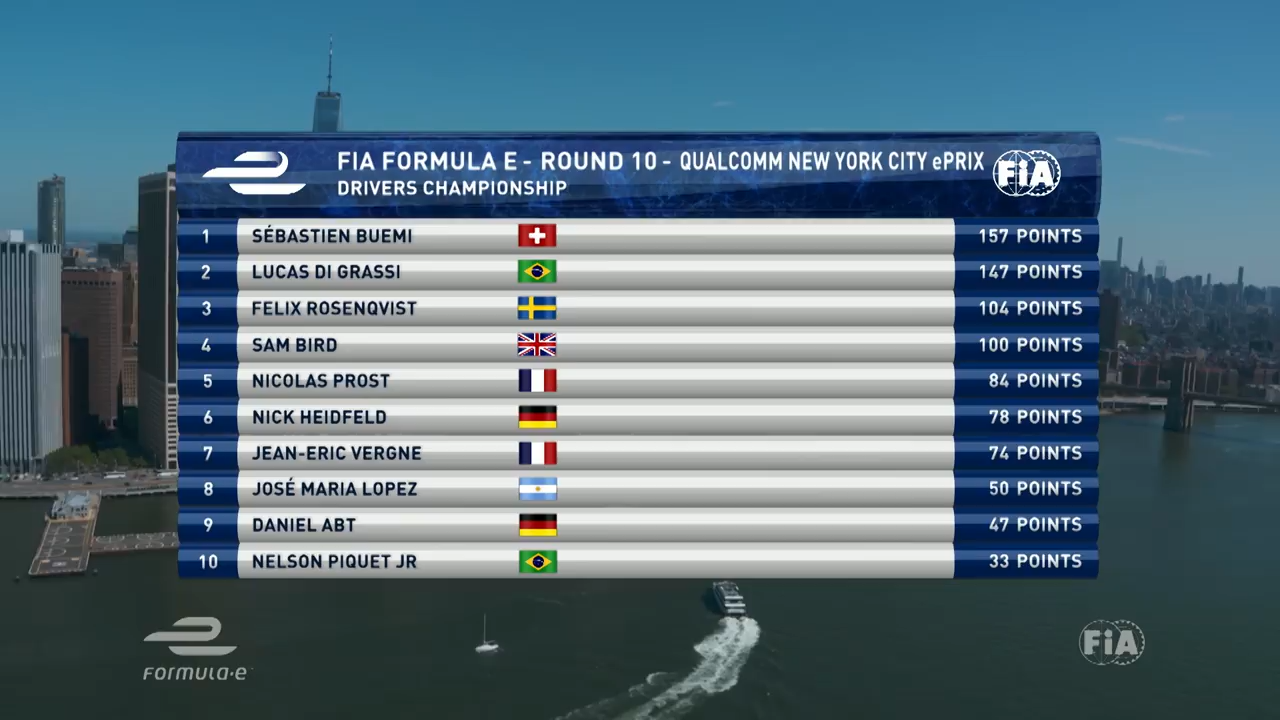 FIA FORMULA E - ROUND 10 - QUALCOMM NEW YORK CITY ePRIX
DRIVERS CHAMPIONSHIP
FiA
1 SÉBASTIEN BUEMI 157 POINTS
2 LUCAS DI GRASSI 147 POINTS
3 FELIX ROSENQVIST 104 POINTS
4 SAM BIRD 100 POINTS
5 NICOLAS PROST 84 POINTS
6 NICK HEIDFELD 78 POINTS
7 JEAN-ERIC VERGNE 74 POINTS
8 JOSÉ MARIA LOPEZ 50 POINTS
9 DANIEL ABT 47 POINTS
10 NELSON PIQUET JR 33 POINTS
Formula-e
FiA